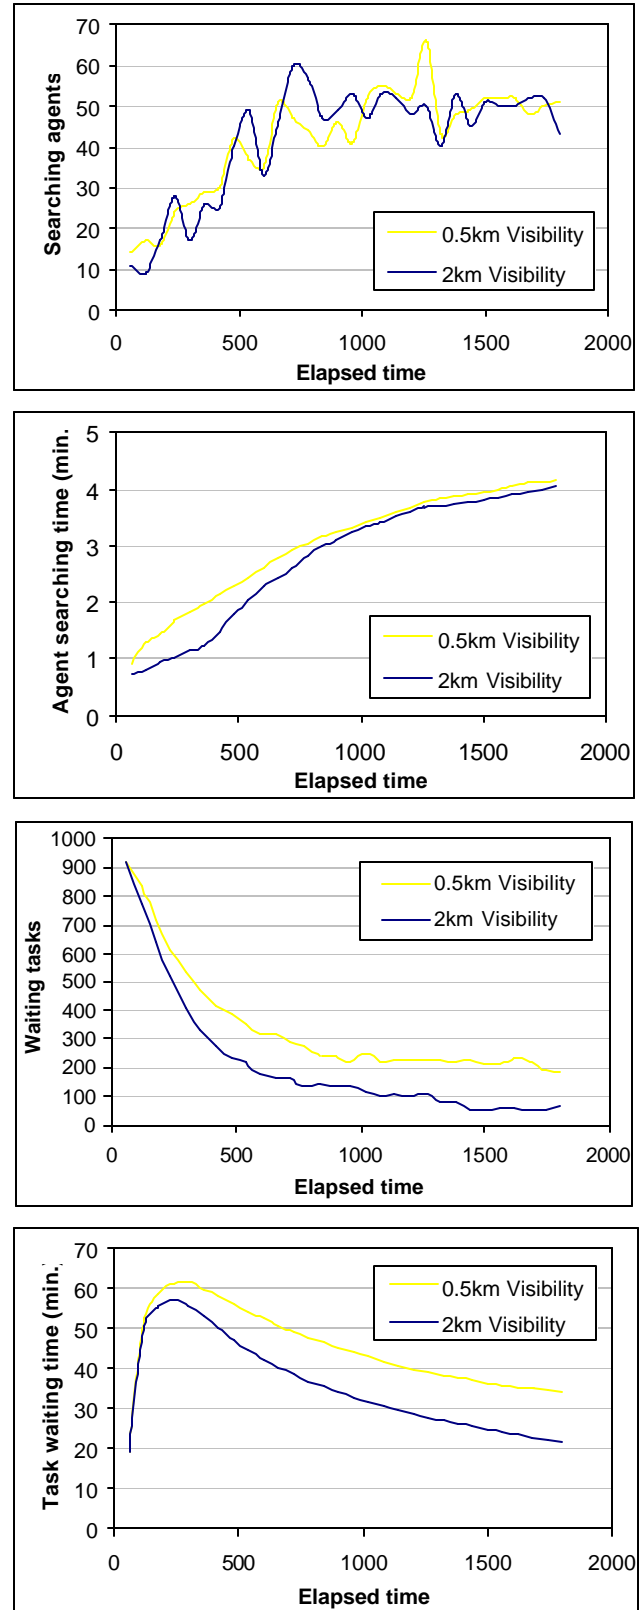 70
60
50
40
30
20
10
0
Searching agents
0.5km Visibility
2km Visibility
0 500 1000 1500 2000
Elapsed time
5
4
3
2
1
0
Agent searching time (min.
0.5km Visibility
2km Visibility
0 500 1000 1500 2000
Elapsed time
1000
900
800
700
600
500
400
300
200
100
0
Waiting tasks
0.5km Visibility
2km Visibility
0 500 1000 1500 2000
Elapsed time
70
60
50
40
30
20
10
0
Task waiting time (min.
0.5km Visibility
2km Visibility
0 500 1000 1500 2000
Elapsed time